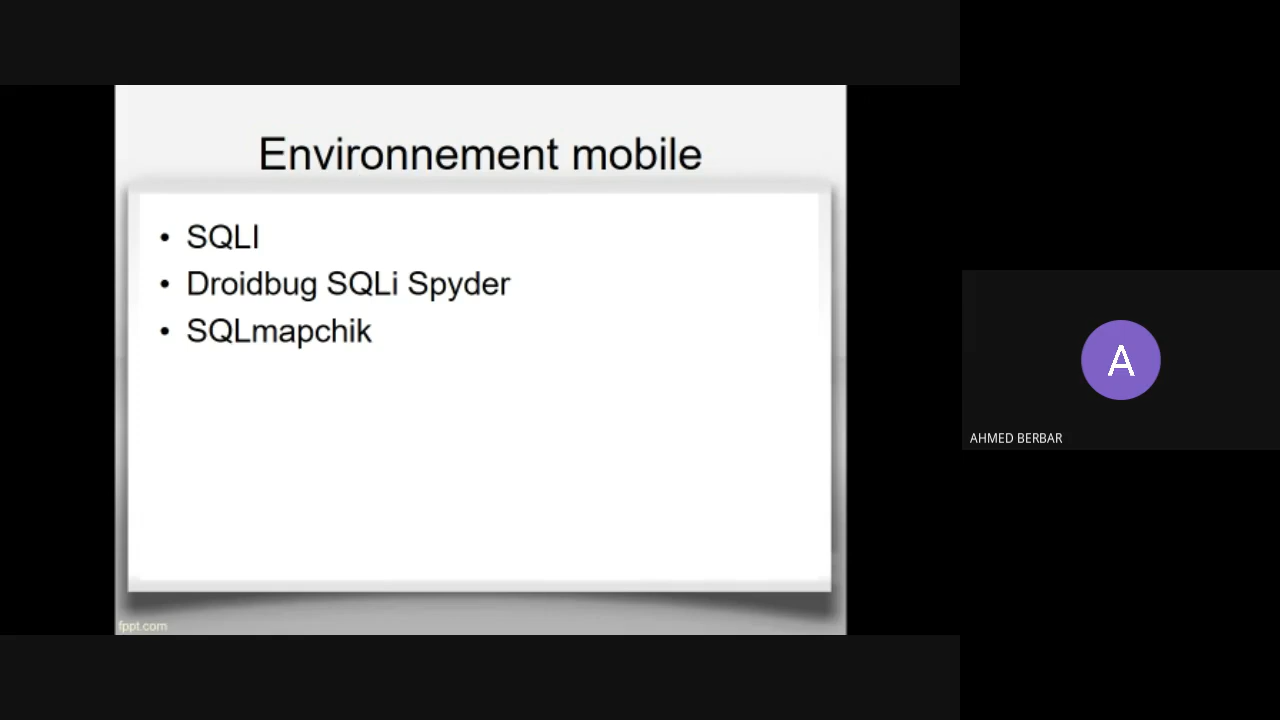 Environnement mobile
• SQLI
• Droidbug SQLi Spyder
• SQLmapchik
fppt.com
A
AHMED BERBAR